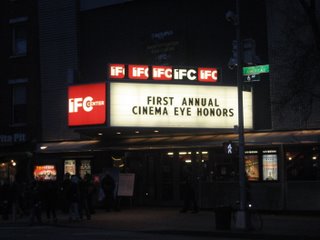 iFC iFC iFC iFC iFC
iFC CENTER
FIRST ANNUAL
CINEMA EYE HONORS